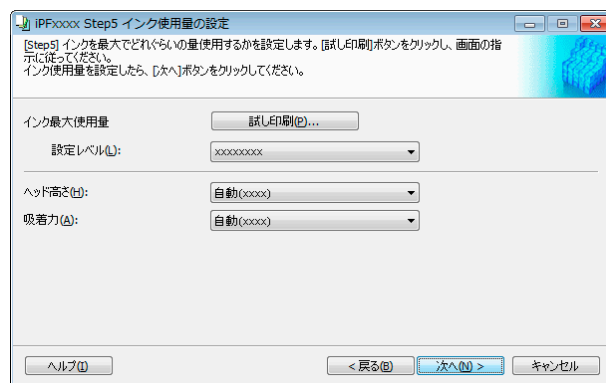 iPFxxxx Step5 インク使用量の設定
[Step5] インクを最大でどれぐらいの量使用するかを設定します。[試し印刷]ボタンをクリックし、画面の指
示に従ってください。
インク使用量を設定したら、[次へ]ボタンをクリックしてください。
インク最大使用量 試し印刷(P)...
設定レベル(L): xxxxxxxx
ヘッド高さ(H): 自動(xxxx)
吸着力(A): 自動(xxxx)
ヘルプ(I) < 戻る(B) 次へ(N) > キャンセル